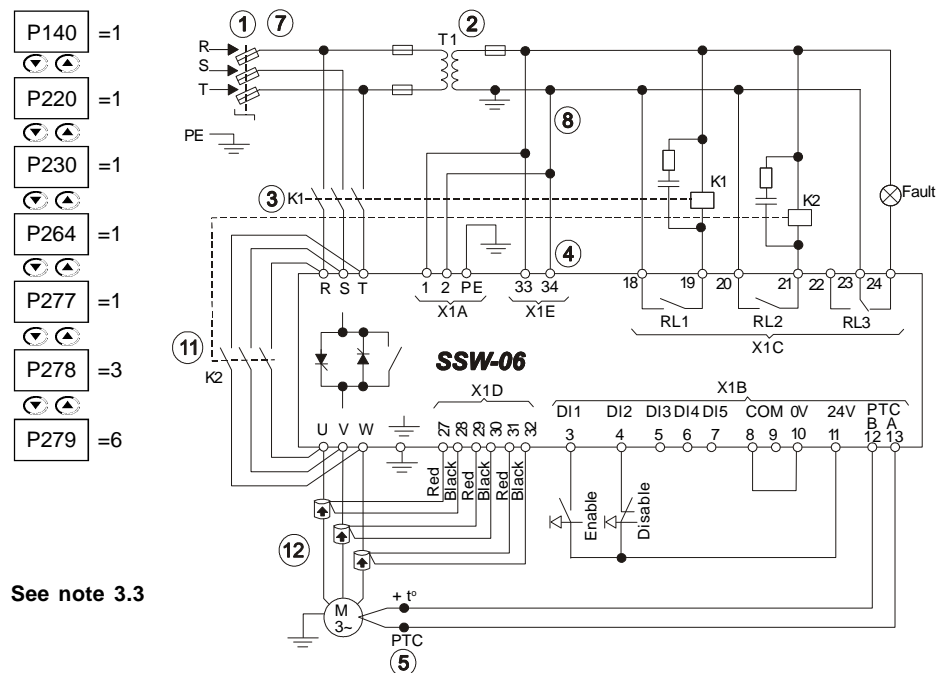 P140 =1
P220 =1
P230 =1
P264 =1
P277 =1
P278 =3
P279 =6
See note 3.3
1 7 2
T1
R
S
T
PE
8
3 K1
K1
K2
Fault
4
R S T 1 2 PE 33 34 18 19 20 21 22 23 24
X1A X1E RL1 RL2 RL3
X1C
11
K2
SSW-06
X1D X1B
DI1 DI2 DI3 DI4 DI5 COM 0V 24V PTC
B A
U V W 27 28 29 30 31 32 3 4 5 6 7 8 9 10 11 12 13
Red Black Red Black Red Black
Enable Disable
12
M
3~
+ tº
PTC
5